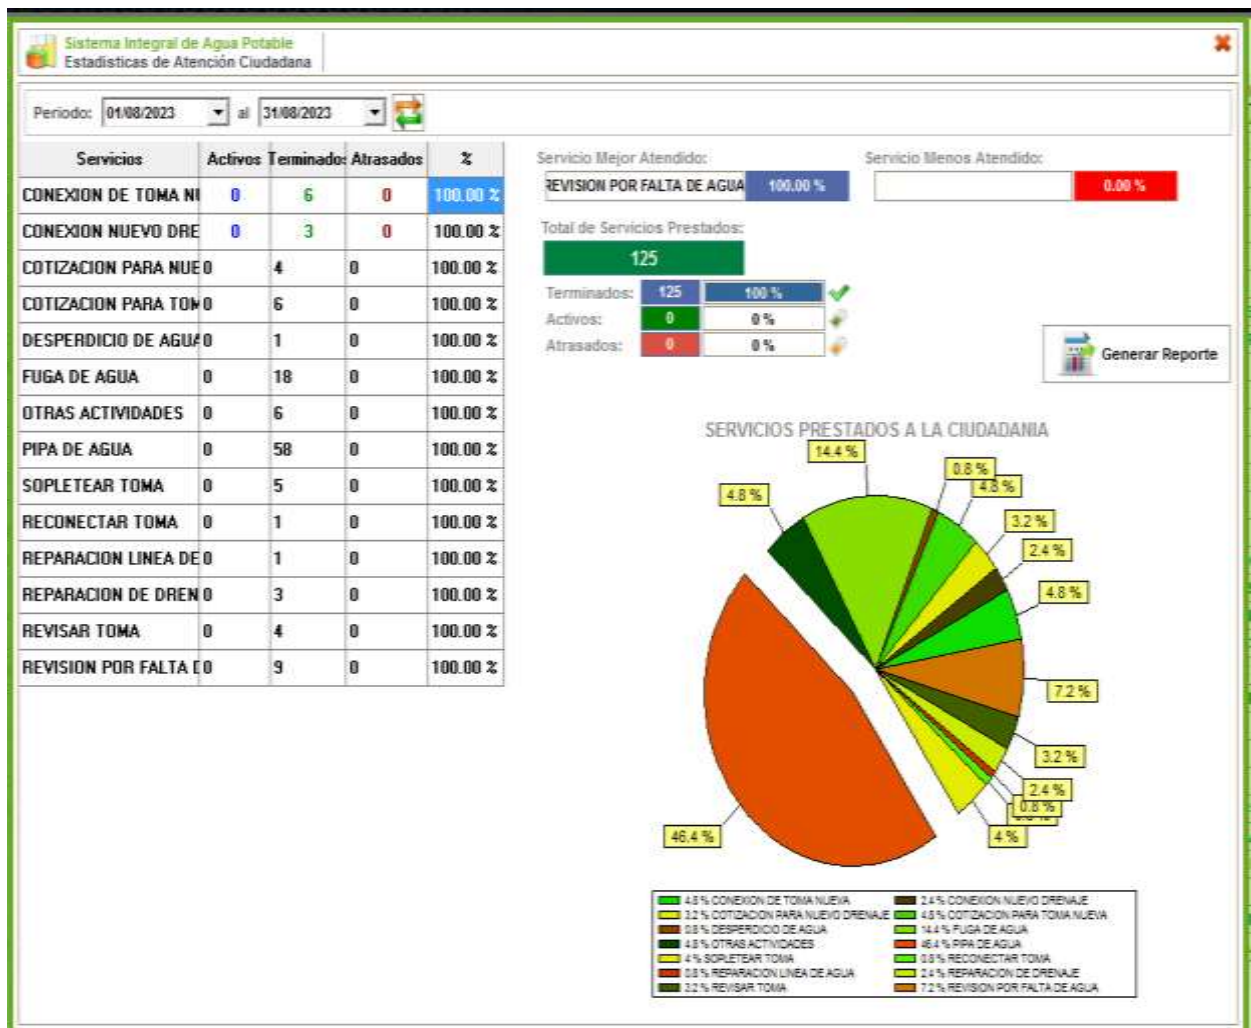 Sistema Integral de Agua Potable
Estadisticas de Atención Ciudadana
Periodo: 01/08/2023 al 31/08/2023
Servicios Activos Terminado: Atrasados %
CONEXION DE TOMA NU 0 6 0 100.00 %
CONEXION NUEVO DRE 0 3 0 100.00 %
COTIZACION PARA NUE 0 4 0 100.00 %
COTIZACION PARA TOM 0 6 0 100.00 %
DESPERDICIO DE AGUA 0 1 0 100.00 %
FUGA DE AGUA 0 18 0 100.00 %
OTRAS ACTIVIDADES 0 6 0 100.00 %
PIPA DE AGUA 0 58 0 100.00 %
SOPLETEAR TOMA 0 5 0 100.00 %
RECONECTAR TOMA 0 1 0 100.00 %
REPARACION LINEA DE 0 1 0 100.00 %
REPARACION DE DREN 0 3 0 100.00 %
REVISAR TOMA 0 4 0 100.00 %
REVISION POR FALTA D 0 9 0 100.00 %
Servicio Mejor Atendido:
REVISION POR FALTA DE AGUA 100.00 %
Servicio Menos Atendido:
0.00 %
Total de Servicios Prestados:
125
Terminados: 125 100 %
Activos: 0 0 %
Atrasados: 0 0 %
Generar Reporte
SERVICIOS PRESTADOS A LA CIUDADANIA
14.4 %
0.8 %
4.8 %
4.8 %
3.2 %
2.4 %
4.8 %
7.2 %
3.2 %
2.4 %
0.8 %
4 %
46.4 %
4.8 % CONEXION DE TOMA NUEVA
2.4 % CONEXION NUEVO DRENAJE
3.2 % COTIZACION PARA NUEVO DRENAJE
4.8 % COTIZACION PARA TOMA NUEVA
0.8 % DESPERDICIO DE AGUA
14.4 % FUGA DE AGUA
4.8 % OTRAS ACTIVIDADES
46.4 % PIPA DE AGUA
4 % SOPLETEAR TOMA
0.8 % RECONECTAR TOMA
0.8 % REPARACION LINEA DE AGUA
2.4 % REPARACION DE DRENAJE
3.2 % REVISAR TOMA
7.2 % REVISION POR FALTA DE AGUA